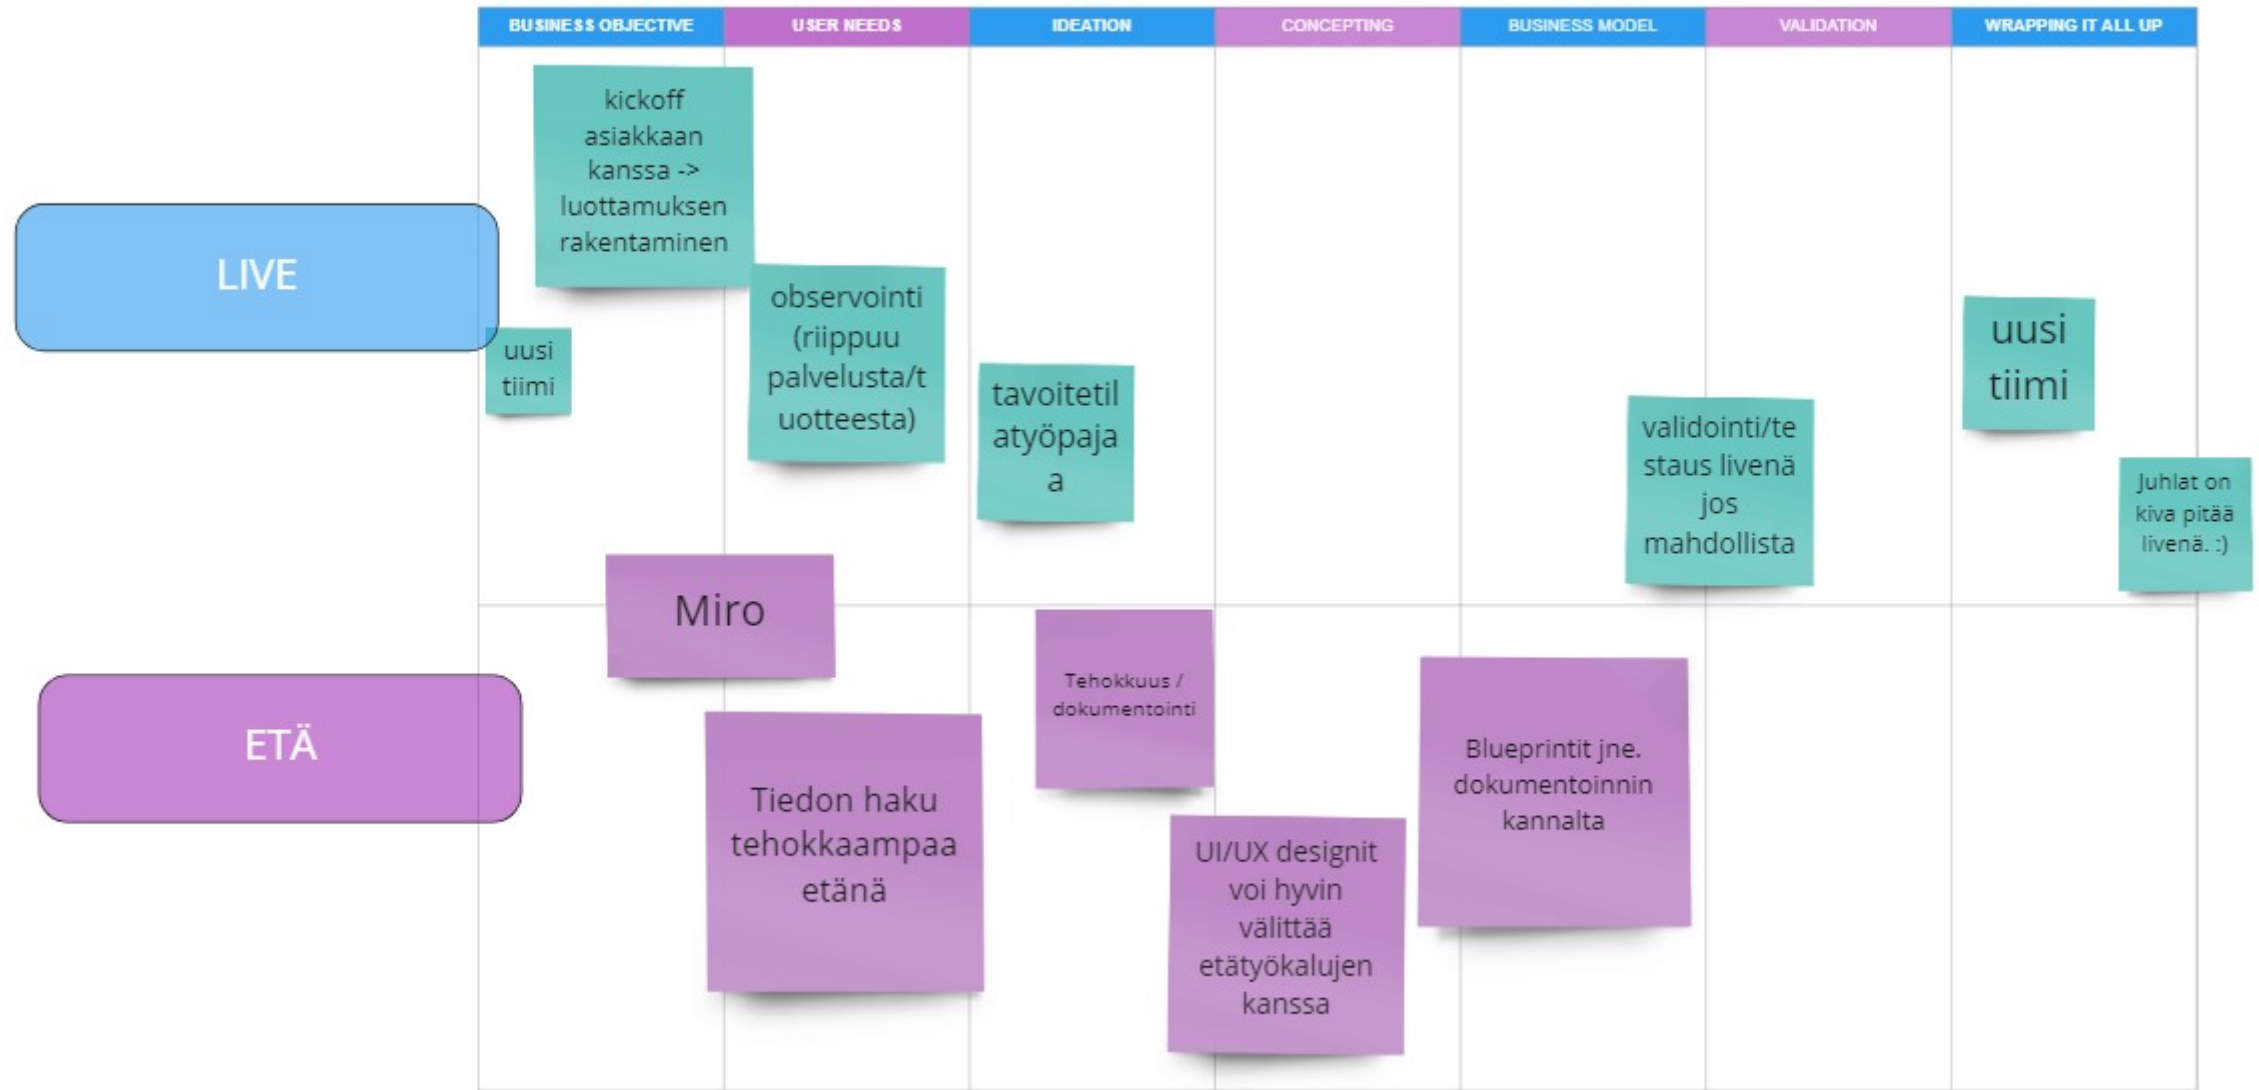 BUSINESS OBJECTIVE
USER NEEDS
IDEATION
CONCEPTING
BUSINESS MODEL
VALIDATION
WRAPPING IT ALL UP
LIVE
kickoff
asiakkaan
kanssa ->
luottamuksen
rakentaminen
uusi
tiimi
observointi
(riippuu
palvelusta/t
uotteesta)
tavoitetil
atyöpaja
a
validointi/te
staus livenä
jos
mahdollista
uusi
tiimi
Juhlat on
kiva pitää
livenä. :)
ETÄ
Miro
Tiedon haku
tehokkaampaa
etänä
Tehokkuus /
dokumentointi
UI/UX designit
voi hyvin
välittää
etätyökalujen
kanssa
Blueprintit jne.
dokumentoinnin
kannalta